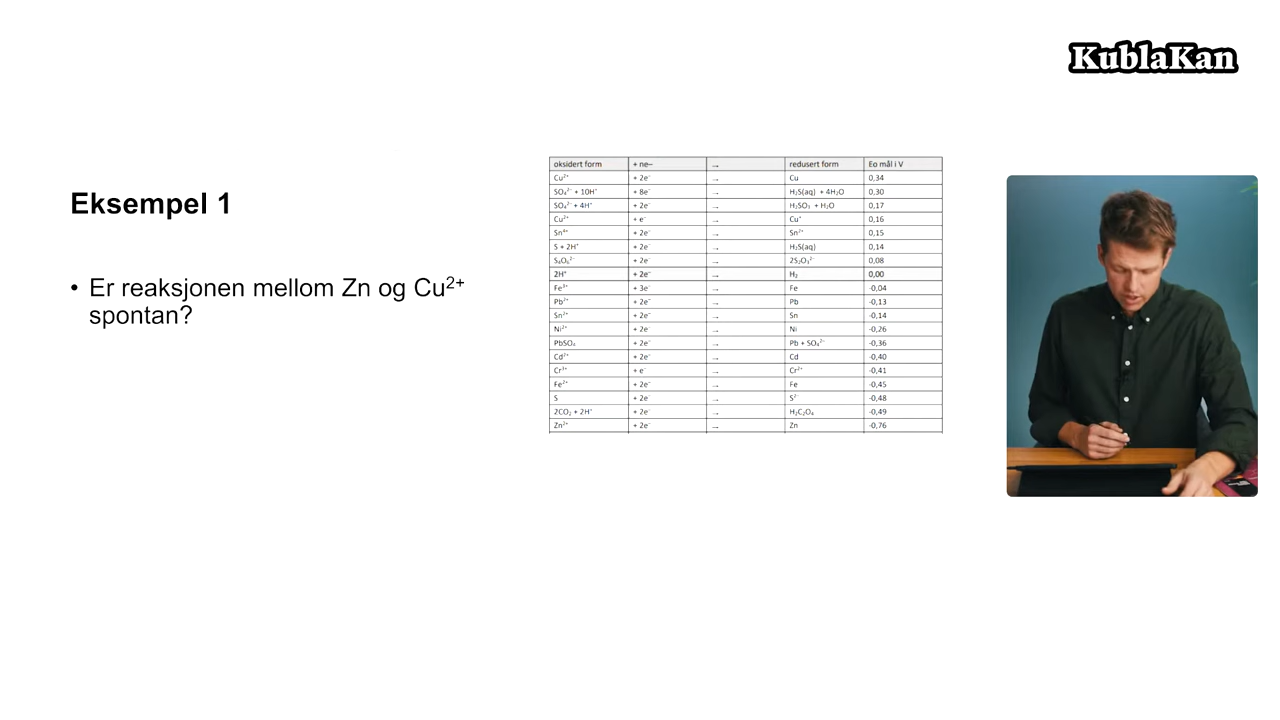 KublaKan
Eksempel 1
• Er reaksjonen mellom Zn og Cu²⁺
spontan?
oksidert form + ne– → redusert form Eo mål i V
Cu²⁺ + 2e⁻ → Cu 0,34
SO₄²⁻ + 10H⁺ + 8e⁻ → H₂S(aq) + 4H₂O 0,30
SO₄²⁻ + 4H⁺ + 2e⁻ → H₂SO₃ + H₂O 0,17
Cu²⁺ + e⁻ → Cu⁺ 0,16
Sn⁴⁺ + 2e⁻ → Sn²⁺ 0,15
S + 2H⁺ + 2e⁻ → H₂S(aq) 0,14
S₄O₆²⁻ + 2e⁻ → 2S₂O₃²⁻ 0,08
2H⁺ + 2e⁻ → H₂ 0,00
Fe³⁺ + 3e⁻ → Fe -0,04
Pb²⁺ + 2e⁻ → Pb -0,13
Sn²⁺ + 2e⁻ → Sn -0,14
Ni²⁺ + 2e⁻ → Ni -0,26
PbSO₄ + 2e⁻ → Pb + SO₄²⁻ -0,36
Cd²⁺ + 2e⁻ → Cd -0,40
Cr³⁺ + e⁻ → Cr²⁺ -0,41
Fe²⁺ + 2e⁻ → Fe -0,45
S + 2e⁻ → S²⁻ -0,48
2CO₂ + 2H⁺ + 2e⁻ → H₂C₂O₄ -0,49
Zn²⁺ + 2e⁻ → Zn -0,76